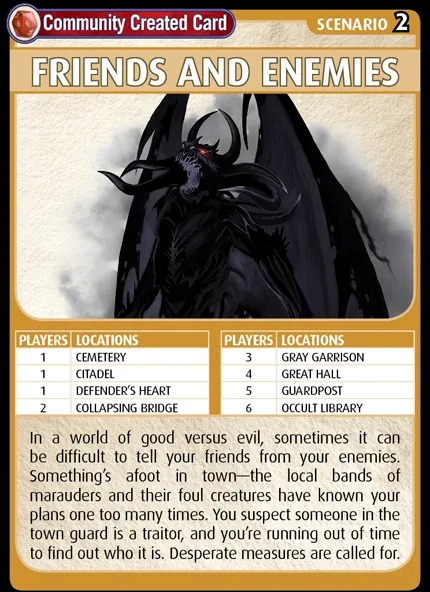 Community Created Card
SCENARIO 2
FRIENDS AND ENEMIES
PLAYERS LOCATIONS
1 CEMETERY
1 CITADEL
1 DEFENDER'S HEART
2 COLLAPSING BRIDGE
PLAYERS LOCATIONS
3 GRAY GARRISON
4 GREAT HALL
5 GUARDPOST
6 OCCULT LIBRARY
In a world of good versus evil, sometimes it can
be difficult to tell your friends from your enemies.
Something's afoot in town—the local bands of
marauders and their foul creatures have known your
plans one too many times. You suspect someone in the
town guard is a traitor, and you're running out of time
to find out who it is. Desperate measures are called for.